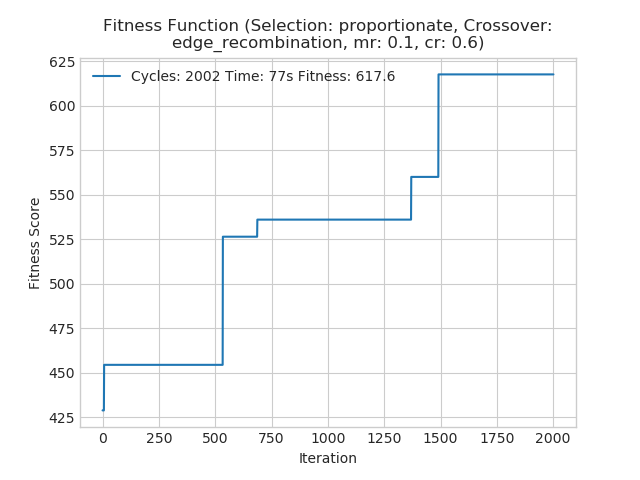 Fitness Function (Selection: proportionate, Crossover:
edge_recombination, mr: 0.1, cr: 0.6)
Cycles: 2002 Time: 77s Fitness: 617.6
Fitness Score
625
600
575
550
525
500
475
450
425
0 250 500 750 1000 1250 1500 1750 2000
Iteration